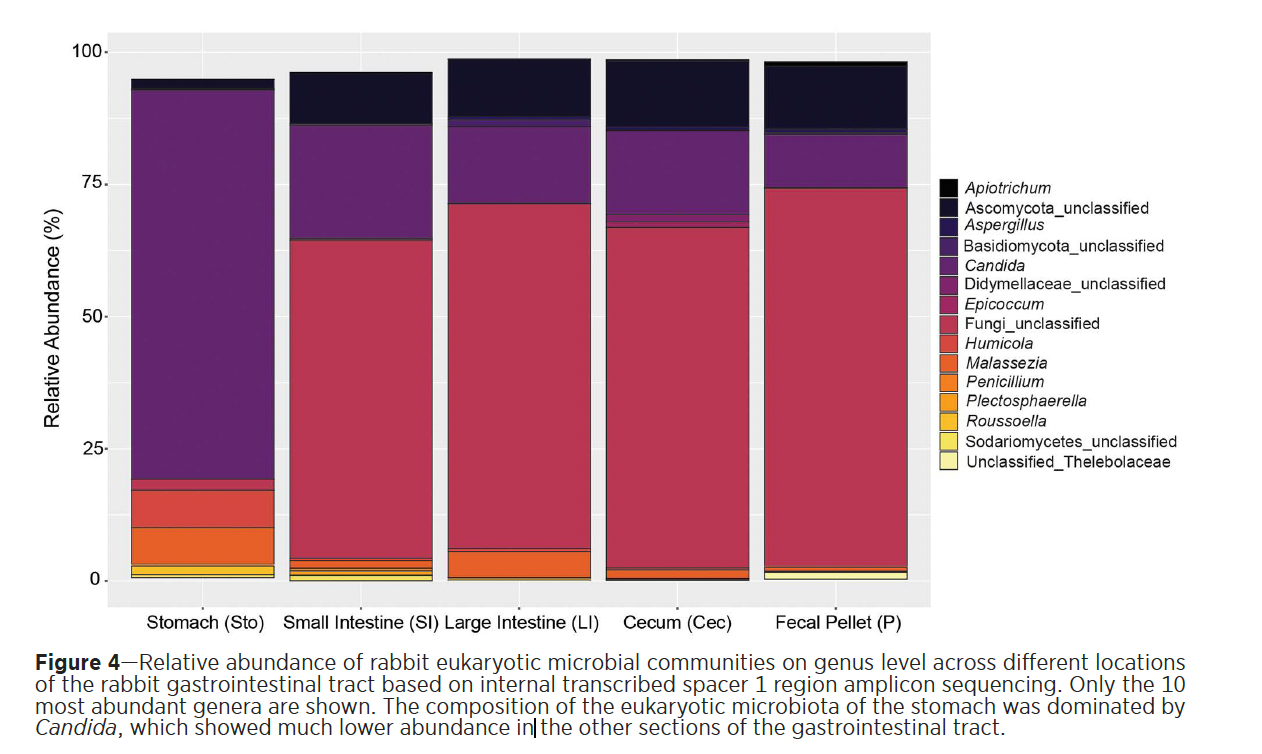 100
75
50
25
0
Relative Abundance (%)
Stomach (Sto)
Small Intestine (SI)
Large Intestine (LI)
Cecum (Cec)
Fecal Pellet (P)
Apiotrichum
Ascomycota_unclassified
Aspergillus
Basidiomycota_unclassified
Candida
Didymellaceae_unclassified
Epicoccum
Fungi_unclassified
Humicola
Malassezia
Penicillium
Plectosphaerella
Roussoella
Sodariomycetes_unclassified
Unclassified_Thelebolaceae
Figure 4—Relative abundance of rabbit eukaryotic microbial communities on genus level across different locations
of the rabbit gastrointestinal tract based on internal transcribed spacer 1 region amplicon sequencing. Only the 10
most abundant genera are shown. The composition of the eukaryotic microbiota of the stomach was dominated by
Candida, which showed much lower abundance in the other sections of the gastrointestinal tract.